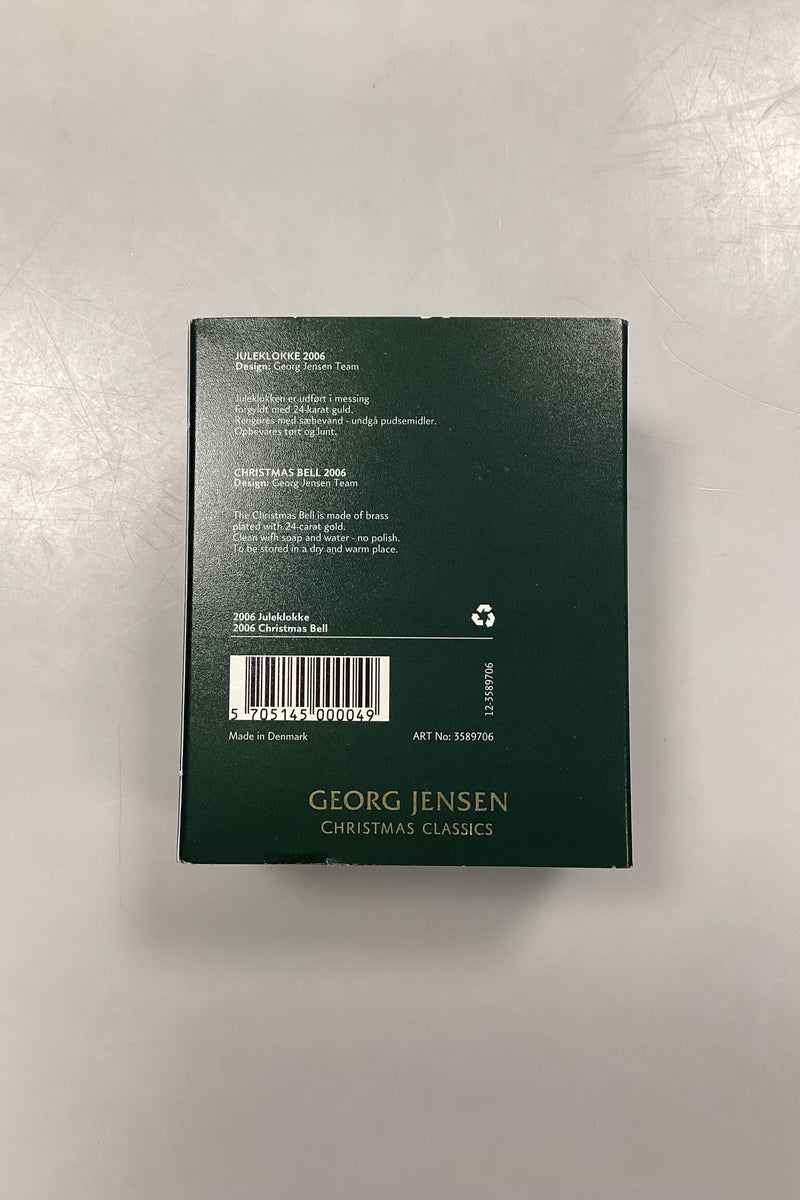 JULEKLOKKE 2006
Design: Georg Jensen Team
Juleklokken er udført i messing
forgyldt med 24-karat guld.
Rengøres med sæbevand - undgå pudsemidler.
Opbevares tørt og lunt.
CHRISTMAS BELL 2006
Design: Georg Jensen Team
The Christmas Bell is made of brass
plated with 24-carat gold.
Clean with soap and water - no polish.
To be stored in a dry and warm place.
2006 Juleklokke
2006 Christmas Bell
5 705145 000049
12-3589706
Made in Denmark
ART No: 3589706
GEORG JENSEN
CHRISTMAS CLASSICS